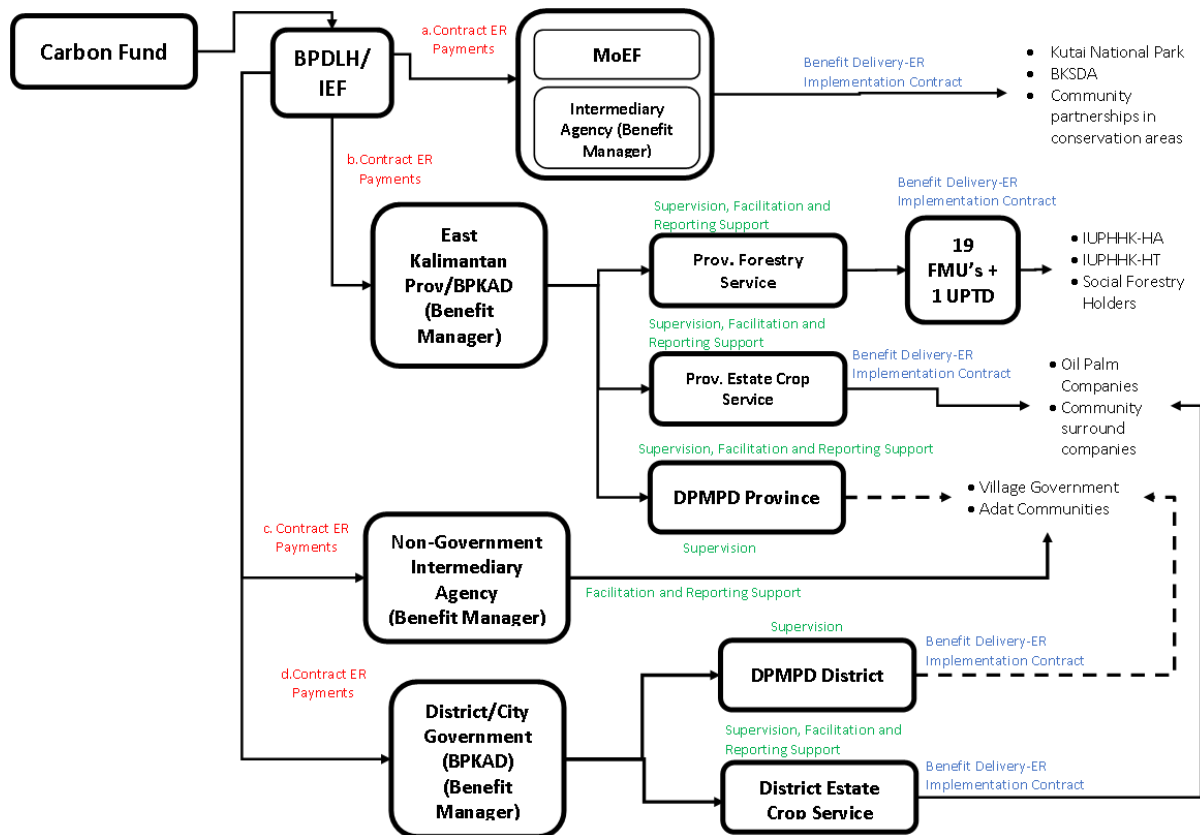 Carbon Fund
BPDLH/
IEF
a.Contract ER
Payments
MoEF
Intermediary
Agency (Benefit
Manager)
Benefit Delivery-ER
Implementation Contract
• Kutai National Park
• BKSDA
• Community
partnerships in
conservation areas
b.Contract ER
Payments
East
Kalimantan
Prov/BPKAD
(Benefit
Manager)
Supervision, Facilitation and
Reporting Support
Prov. Forestry
Service
Benefit Delivery-ER
Implementation Contract
19
FMU's +
1 UPTD
• IUPHHK-HA
• IUPHHK-HT
• Social Forestry
Holders
Supervision, Facilitation and
Reporting Support
Prov. Estate Crop
Service
Benefit Delivery-ER
Implementation Contract
• Oil Palm
Companies
• Community
surround
companies
Supervision, Facilitation and Reporting Support
DPMPD Province
Supervision
• Village Government
• Adat Communities
c. Contract ER
Payments
Non-Government
Intermediary
Agency
(Benefit Manager)
Facilitation and Reporting Support
d.Contract ER
Payments
District/City
Government
(BPKAD)
(Benefit
Manager)
Supervision
DPMPD District
Benefit Delivery-ER
Implementation Contract
Supervision, Facilitation and
Reporting Support
District Estate
Crop Service
Benefit Delivery-ER
Implementation Contract